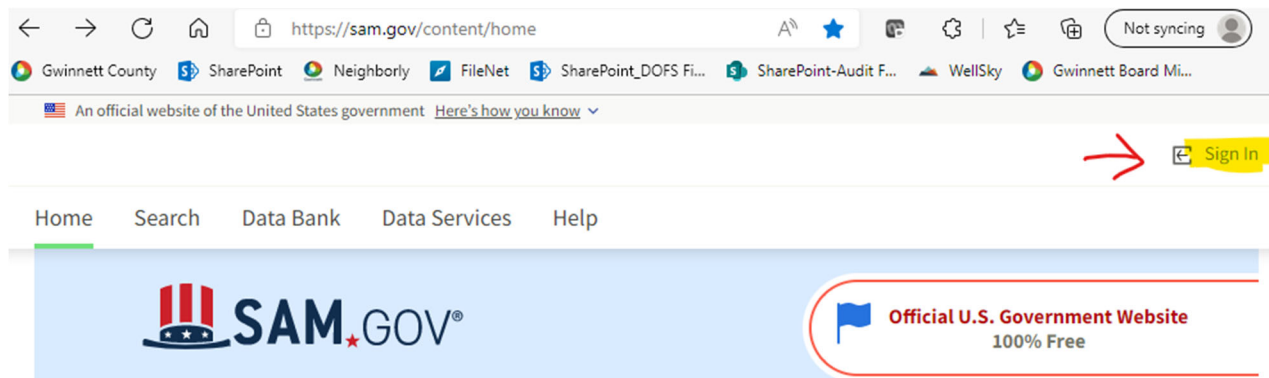 https://sam.gov/content/home
Not syncing
Gwinnett County SharePoint Neighborly FileNet SharePoint_DOFS Fi... SharePoint-Audit F... WellSky Gwinnett Board Mi...
An official website of the United States government Here's how you know
Sign In
Home Search Data Bank Data Services Help
SAM.GOV®
Official U.S. Government Website
100% Free